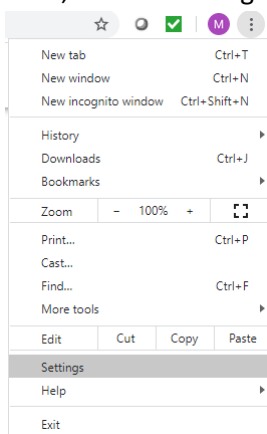 M
New tab Ctrl+T
New window Ctrl+N
New incognito window Ctrl+Shift+N
History
Downloads Ctrl+J
Bookmarks
Zoom - 100% +
Print... Ctrl+P
Cast...
Find... Ctrl+F
More tools
Edit Cut Copy Paste
Settings
Help
Exit